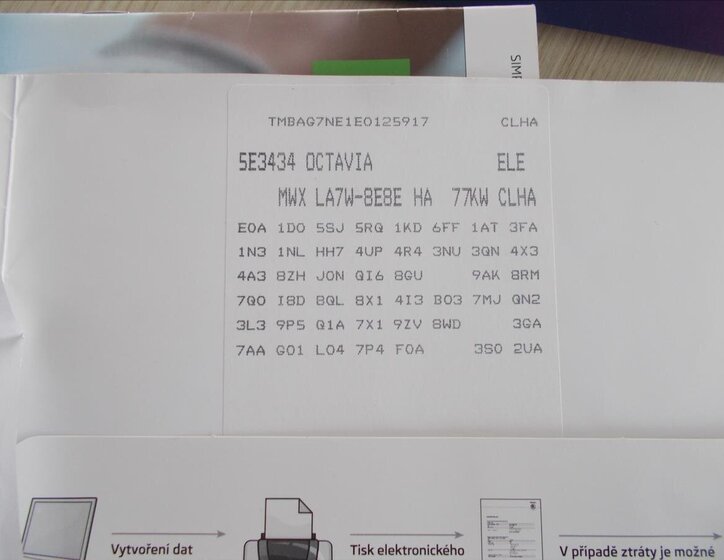 SIM
TMBAG7NE1E0125917 CLHA
5E3434 OCTAVIA ELE
MWX LA7W-8E8E HA 77KW CLHA
E0A 1D0 5SJ 5RQ 1KD 6FF 1AT 3FA
1N3 1NL HH7 4UP 4R4 3NU 3QN 4X3
4A3 8ZH J0N QI6 8GU 9AK 8RM
7Q0 I8D 8QL 8X1 4I3 B03 7MJ QN2
3L3 9P5 Q1A 7X1 9ZV 8WD 3GA
7AA G01 L04 7P4 F0A 3S0 2UA
Vytvoření dat
Tisk elektronického
V případě ztráty je možné